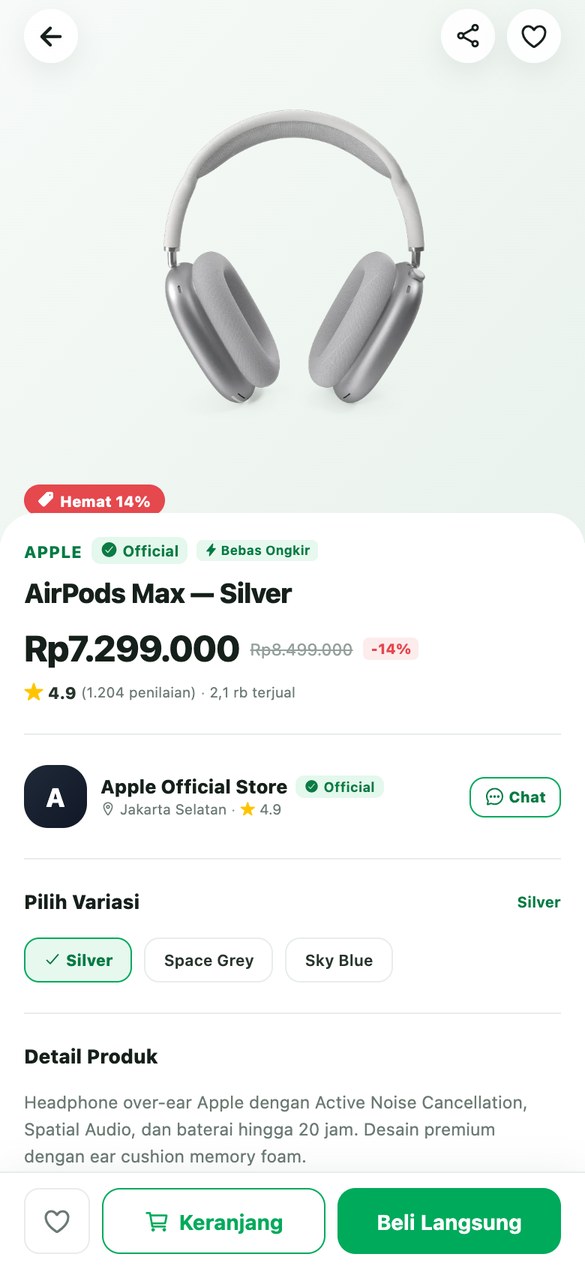 Hemat 14%
APPLE Official Bebas Ongkir
AirPods Max — Silver
Rp7.299.000 Rp8.499.000 -14%
4.9 (1.204 penilaian) · 2,1 rb terjual
A
Apple Official Store Official
Jakarta Selatan · 4.9
Chat
Pilih Variasi Silver
Silver Space Grey Sky Blue
Detail Produk
Headphone over-ear Apple dengan Active Noise Cancellation,
Spatial Audio, dan baterai hingga 20 jam. Desain premium
dengan ear cushion memory foam.
Keranjang Beli Langsung